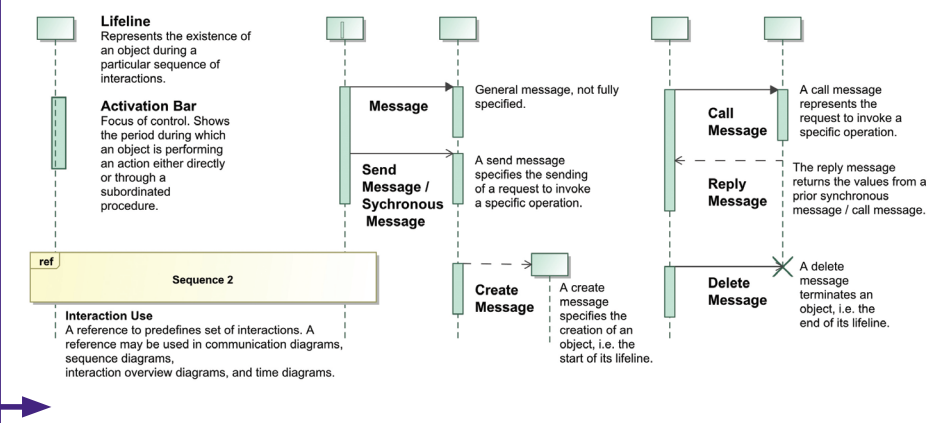 Lifeline
Represents the existence of
an object during a
particular sequence of
interactions.
Activation Bar
Focus of control. Shows
the period during which
an object is performing
an action either directly
or through a
subordinated
procedure.
ref
Sequence 2
Interaction Use
A reference to predefines set of interactions. A
reference may be used in communication diagrams,
sequence diagrams,
interaction overview diagrams, and time diagrams.
Message
General message, not fully
specified.
Send
Message /
Sychronous
Message
A send message
specifies the sending
of a request to invoke
a specific operation.
Create
Message
A create
message
specifies the
creation of an
object, i.e. the
start of its lifeline.
Call
Message
A call message
represents the
request to invoke a
specific operation.
Reply
Message
The reply message
returns the values from a
prior synchronous
message / call message.
Delete
Message
A delete
message
terminates an
object, i.e. the
end of its lifeline.